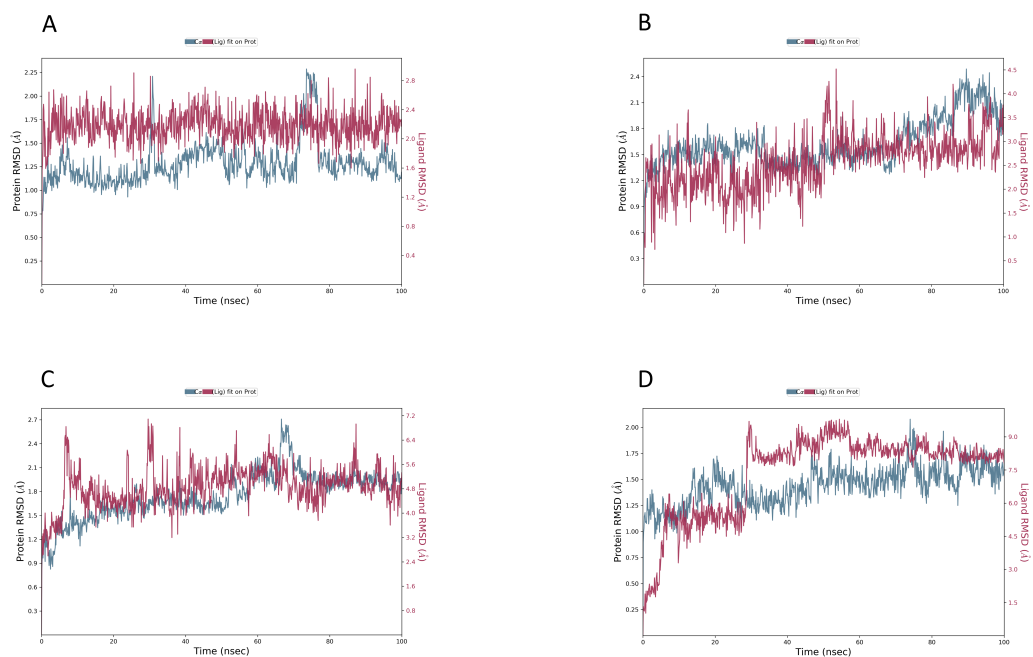 A
Cα (Lig) fit on Prot
Protein RMSD (Å)
2.25
2.00
1.75
1.50
1.25
1.00
0.75
0.50
0.25
2.8
2.4
2.0
1.6
1.2
0.8
0.4
Ligand RMSD (Å)
0 20 40 60 80 100
Time (nsec)
B
Cα (Lig) fit on Prot
Protein RMSD (Å)
2.4
2.1
1.8
1.5
1.2
0.9
0.6
0.3
4.5
4.0
3.5
3.0
2.5
2.0
1.5
1.0
0.5
Ligand RMSD (Å)
0 20 40 60 80 100
Time (nsec)
C
Cα (Lig) fit on Prot
Protein RMSD (Å)
2.7
2.4
2.1
1.8
1.5
1.2
0.9
0.6
0.3
7.2
6.4
5.6
4.8
4.0
3.2
2.4
1.6
0.8
Ligand RMSD (Å)
0 20 40 60 80 100
Time (nsec)
D
Cα (Lig) fit on Prot
Protein RMSD (Å)
2.00
1.75
1.50
1.25
1.00
0.75
0.50
0.25
9.0
7.5
6.0
4.5
3.0
1.5
Ligand RMSD (Å)
0 20 40 60 80 100
Time (nsec)